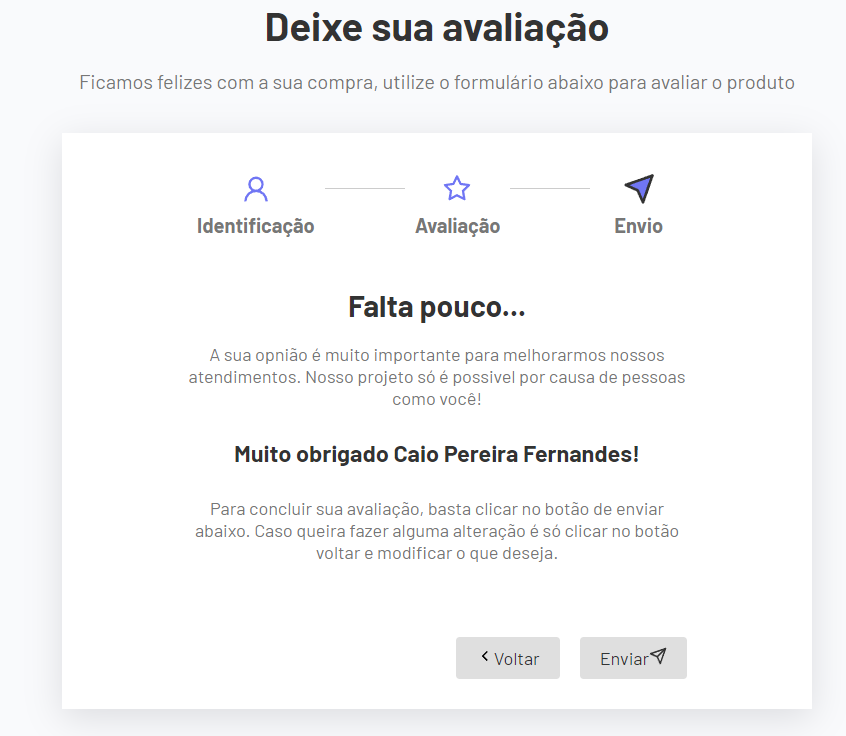 Deixe sua avaliação
Ficamos felizes com a sua compra, utilize o formulário abaixo para avaliar o produto
Identificação
Avaliação
Envio
Falta pouco...
A sua opnião é muito importante para melhorarmos nossos
atendimentos. Nosso projeto só é possivel por causa de pessoas
como você!
Muito obrigado Caio Pereira Fernandes!
Para concluir sua avaliação, basta clicar no botão de enviar
abaixo. Caso queira fazer alguma alteração é só clicar no botão
voltar e modificar o que deseja.
Voltar
Enviar